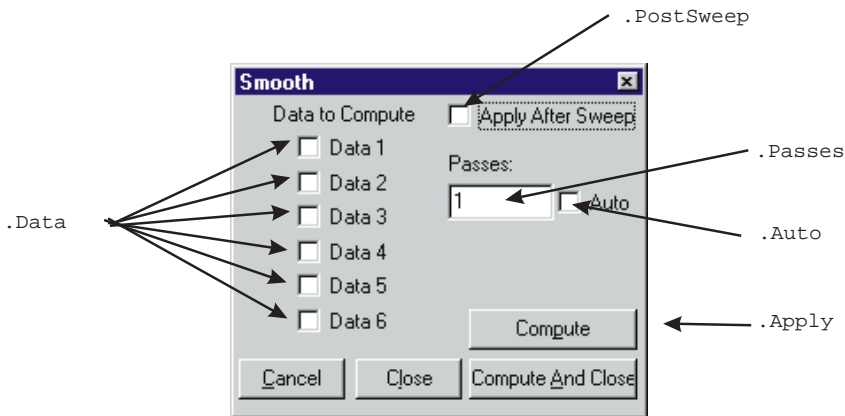 .PostSweep
Smooth
Data to Compute
Apply After Sweep
Data 1
Data 2
Data 3
Data 4
Data 5
Data 6
Passes:
1
Auto
.Passes
.Data
.Auto
.Apply
Compute
Cancel
Close
Compute And Close